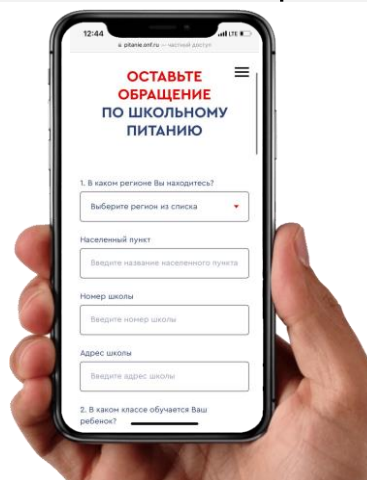 12:44
LTE
pitanie.onf.ru — частный доступ
ОСТАВЬТЕ
ОБРАЩЕНИЕ
ПО ШКОЛЬНОМУ
ПИТАНИЮ
1. В каком регионе Вы находитесь?
Выберите регион из списка
Населенный пункт
Введите название населенного пункта
Номер школы
Введите номер школы
Адрес школы
Введите адрес школы
2. В каком классе обучается Ваш
ребенок?